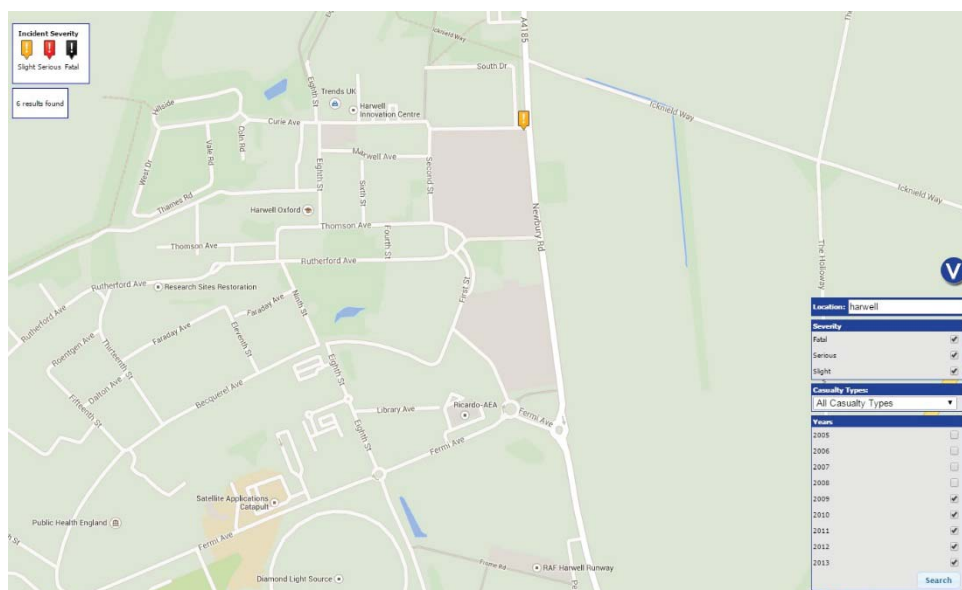 Incident Severity
Slight Serious Fatal
6 results found
A4185
Icknield Way
South Dr
Eighth St
Trends UK
Harwell
Innovation Centre
Hillside
Curie Ave
Coln Rd
Vale Rd
West Dr
Thames Rd
Eighth St
Sixth St
Second St
Harwell Oxford
Fourth St
Thomson Ave
Thomson Ave
Newbury Rd
Icknield Way
Icknield Way
The Holloway
Rutherford Ave
Rutherford Ave
Research Sites Restoration
Rutherford Ave
First St
Ninth St
Faraday Ave
Faraday Ave
Eleventh St
Roentgen Ave
Thirteenth St
Dalton Ave
Fifteenth St
Becquerel Ave
Eighth St
Library Ave
Ricardo-AEA
Fermi Ave
Eighth St
Fermi Ave
Satellite Applications
Catapult
Public Health England
Fermi Ave
Diamond Light Source
Frome Rd
RAF Harwell Runway
V
Location: harwell
Severity
Fatal
Serious
Slight
Casualty Types:
All Casualty Types
Years
2005
2006
2007
2008
2009
2010
2011
2012
2013
Search